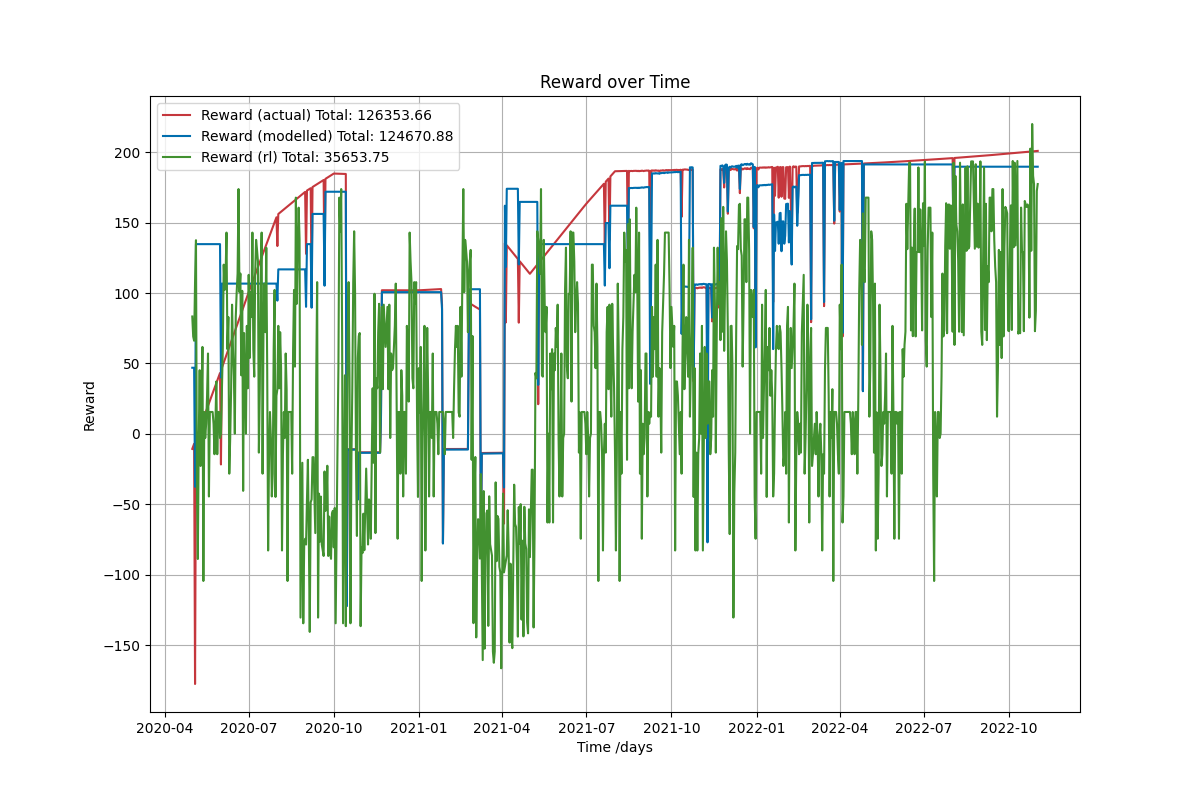 Reward over Time
Reward (actual) Total: 126353.66
Reward (modelled) Total: 124670.88
Reward (rl) Total: 35653.75
Reward
200
150
100
50
0
−50
−100
−150
2020-04 2020-07 2020-10 2021-01 2021-04 2021-07 2021-10 2022-01 2022-04 2022-07 2022-10
Time /days